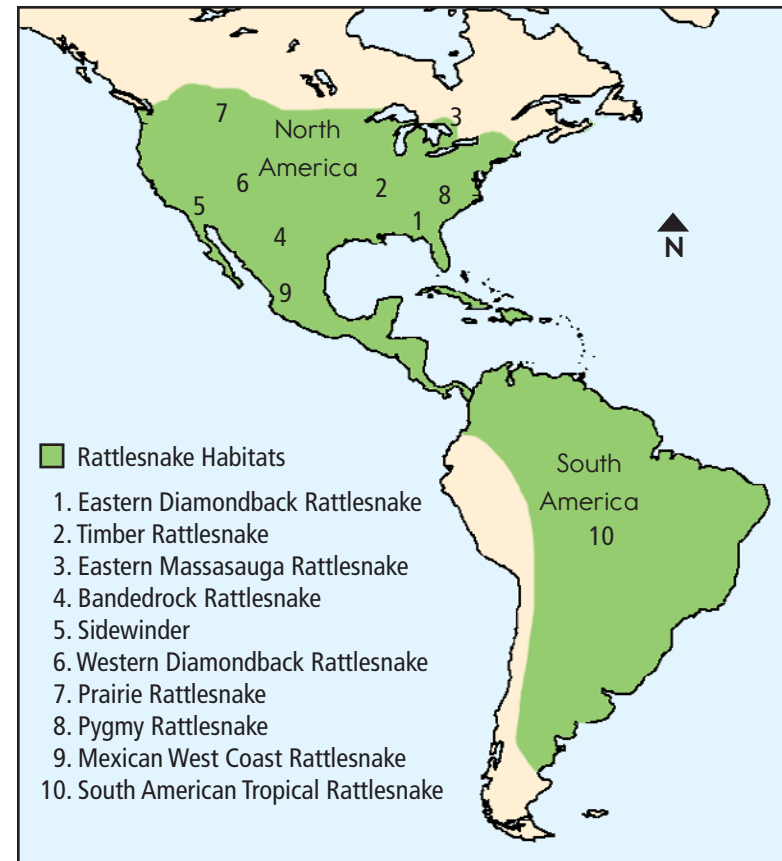 7
3
North
America
6
2
8
5
1
4
9
N
Rattlesnake Habitats
South
America
10
1. Eastern Diamondback Rattlesnake
2. Timber Rattlesnake
3. Eastern Massasauga Rattlesnake
4. Bandedrock Rattlesnake
5. Sidewinder
6. Western Diamondback Rattlesnake
7. Prairie Rattlesnake
8. Pygmy Rattlesnake
9. Mexican West Coast Rattlesnake
10. South American Tropical Rattlesnake